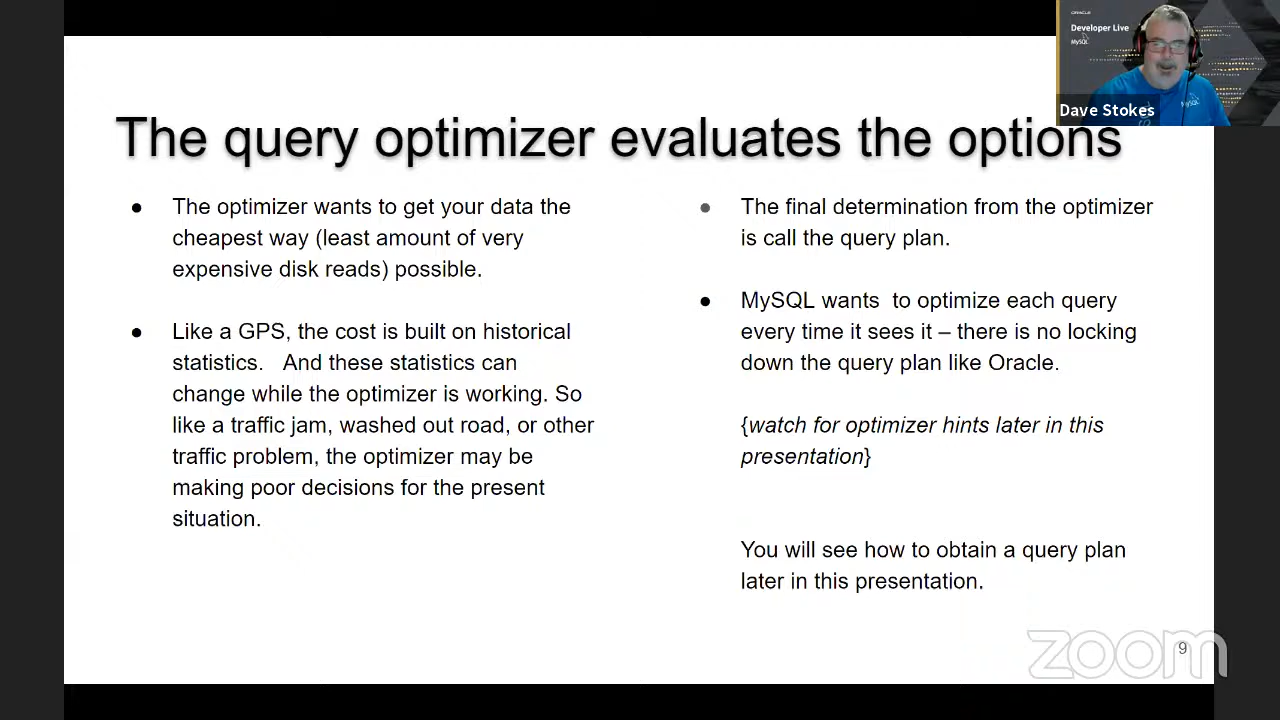 ORACLE
Developer Live
MySQL
MySQL
Dave Stokes
The query optimizer evaluates the options
● The optimizer wants to get your data the
cheapest way (least amount of very
expensive disk reads) possible.
● Like a GPS, the cost is built on historical
statistics.   And these statistics can
change while the optimizer is working. So
like a traffic jam, washed out road, or other
traffic problem, the optimizer may be
making poor decisions for the present
situation.
● The final determination from the optimizer
is call the query plan.
● MySQL wants  to optimize each query
every time it sees it – there is no locking
down the query plan like Oracle.
{watch for optimizer hints later in this
presentation}
You will see how to obtain a query plan
later in this presentation.
zoom
9